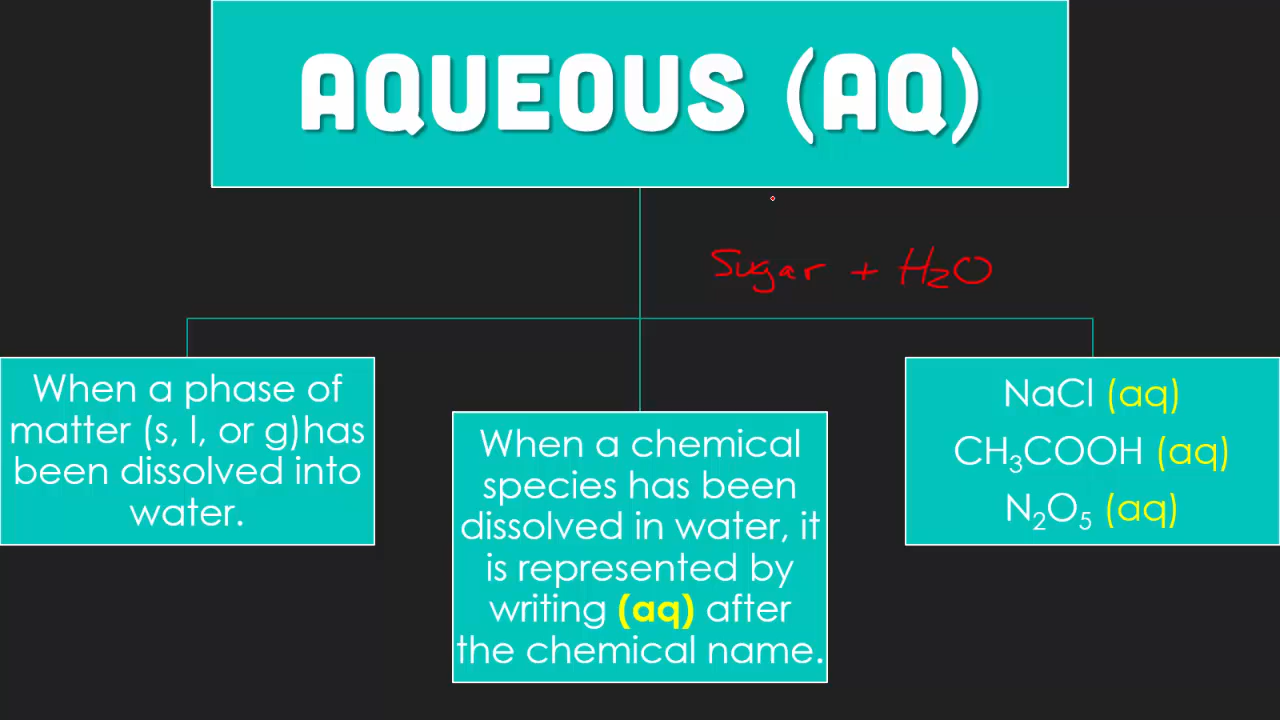 AQUEOUS (AQ)
Sugar + H2O
When a phase of
matter (s, l, or g)has
been dissolved into
water.
When a chemical
species has been
dissolved in water, it
is represented by
writing (aq) after
the chemical name.
NaCl (aq)
CH₃COOH (aq)
N₂O₅ (aq)